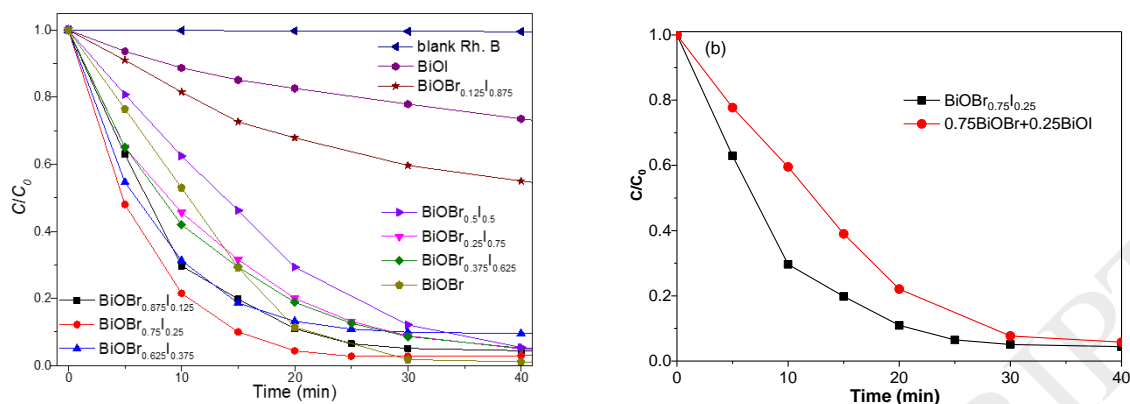 1.0
0.8
0.6
0.4
0.2
0.0
C/C₀
0 10 20 30 40
Time (min)
blank Rh. B
BiOI
BiOBr₀.₁₂₅I₀.₈₇₅
BiOBr₀.₅I₀.₅
BiOBr₀.₂₅I₀.₇₅
BiOBr₀.₃₇₅I₀.₆₂₅
BiOBr
BiOBr₀.₈₇₅I₀.₁₂₅
BiOBr₀.₇₅I₀.₂₅
BiOBr₀.₆₂₅I₀.₃₇₅
(b)
1.0
0.8
0.6
0.4
0.2
0.0
C/C₀
0 10 20 30 40
Time (min)
BiOBr₀.₇₅I₀.₂₅
0.75BiOBr+0.25BiOI
RIPT